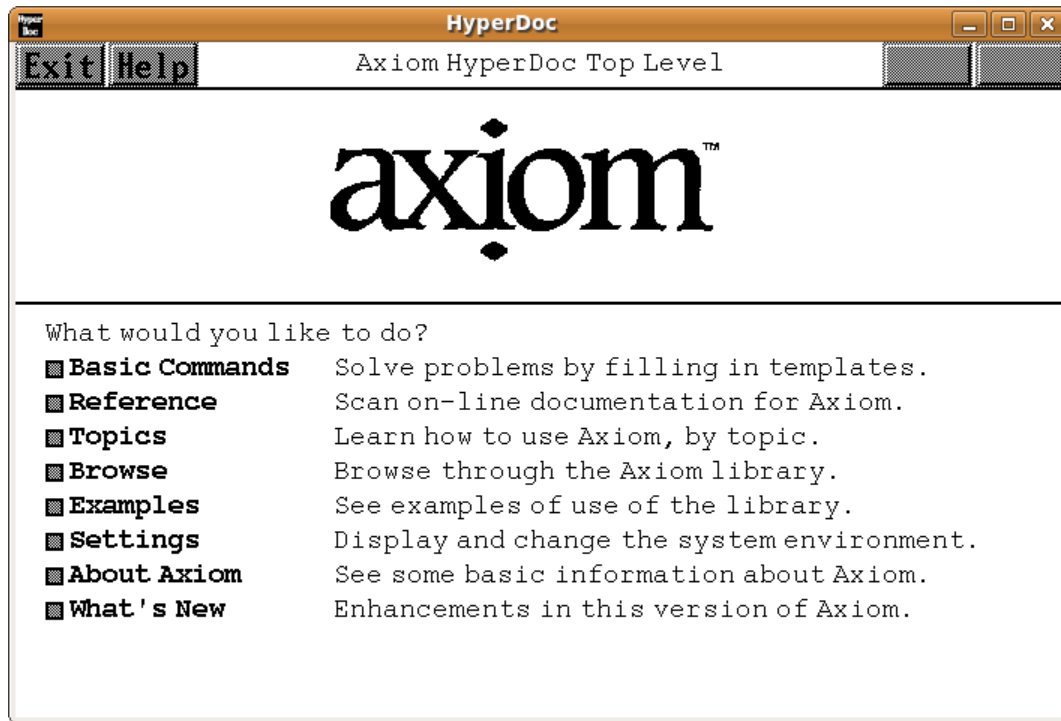 Hyper
Doc
HyperDoc
Exit Help Axiom HyperDoc Top Level
axiom™
What would you like to do?
Basic Commands Solve problems by filling in templates.
Reference Scan on-line documentation for Axiom.
Topics Learn how to use Axiom, by topic.
Browse Browse through the Axiom library.
Examples See examples of use of the library.
Settings Display and change the system environment.
About Axiom See some basic information about Axiom.
What's New Enhancements in this version of Axiom.